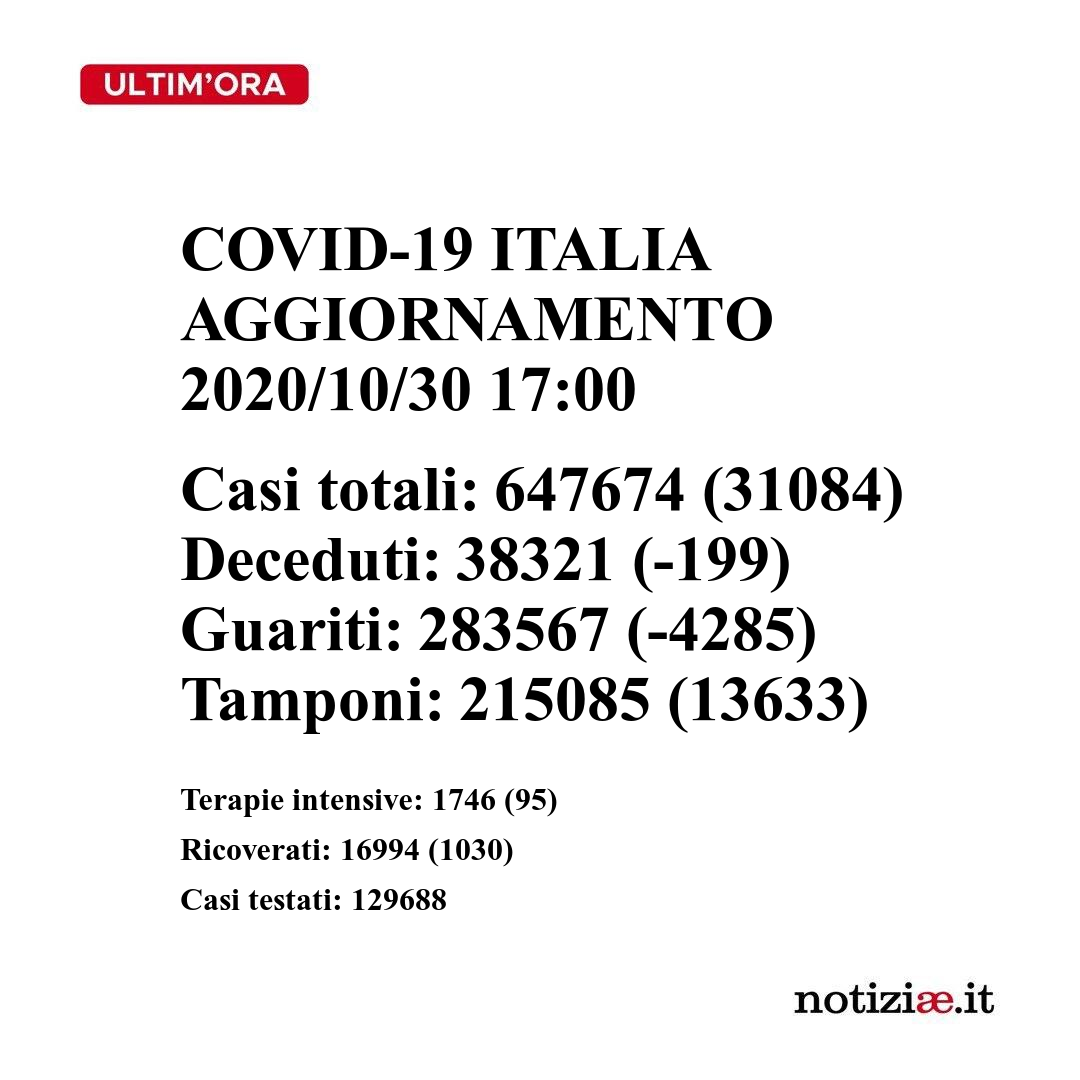 ULTIM'ORA
COVID-19 ITALIA
AGGIORNAMENTO
2020/10/30 17:00
Casi totali: 647674 (31084)
Deceduti: 38321 (-199)
Guariti: 283567 (-4285)
Tamponi: 215085 (13633)
Terapie intensive: 1746 (95)
Ricoverati: 16994 (1030)
Casi testati: 129688
notiziæ.it